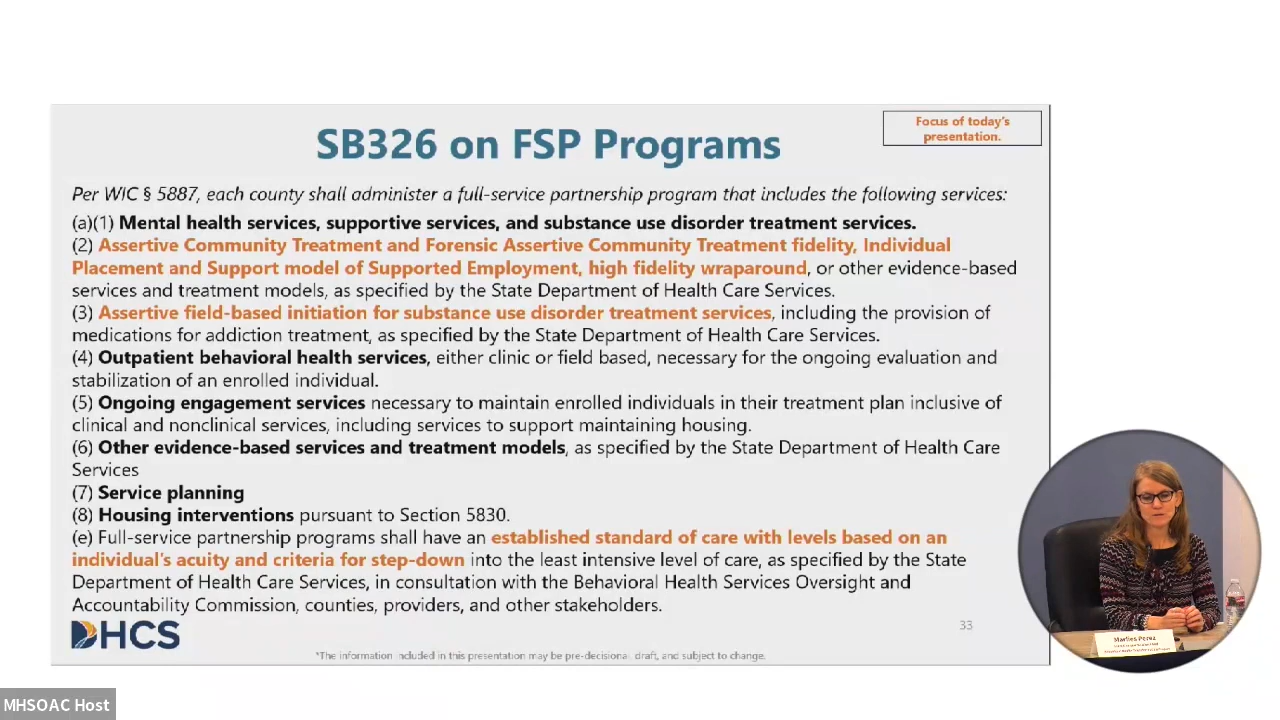 Focus of today's
presentation.
SB326 on FSP Programs
Per WIC § 5887, each county shall administer a full-service partnership program that includes the following services:
(a)(1) Mental health services, supportive services, and substance use disorder treatment services.
(2) Assertive Community Treatment and Forensic Assertive Community Treatment fidelity, Individual
Placement and Support model of Supported Employment, high fidelity wraparound, or other evidence-based
services and treatment models, as specified by the State Department of Health Care Services.
(3) Assertive field-based initiation for substance use disorder treatment services, including the provision of
medications for addiction treatment, as specified by the State Department of Health Care Services.
(4) Outpatient behavioral health services, either clinic or field based, necessary for the ongoing evaluation and
stabilization of an enrolled individual.
(5) Ongoing engagement services necessary to maintain enrolled individuals in their treatment plan inclusive of
clinical and nonclinical services, including services to support maintaining housing.
(6) Other evidence-based services and treatment models, as specified by the State Department of Health Care
Services
(7) Service planning
(8) Housing interventions pursuant to Section 5830.
(e) Full-service partnership programs shall have an established standard of care with levels based on an
individual's acuity and criteria for step-down into the least intensive level of care, as specified by the State
Department of Health Care Services, in consultation with the Behavioral Health Services Oversight and
Accountability Commission, counties, providers, and other stakeholders.
DHCS
33
*The information included in this presentation may be pre-decisional, draft, and subject to change.
Marlies Perez
MHSOAC Host